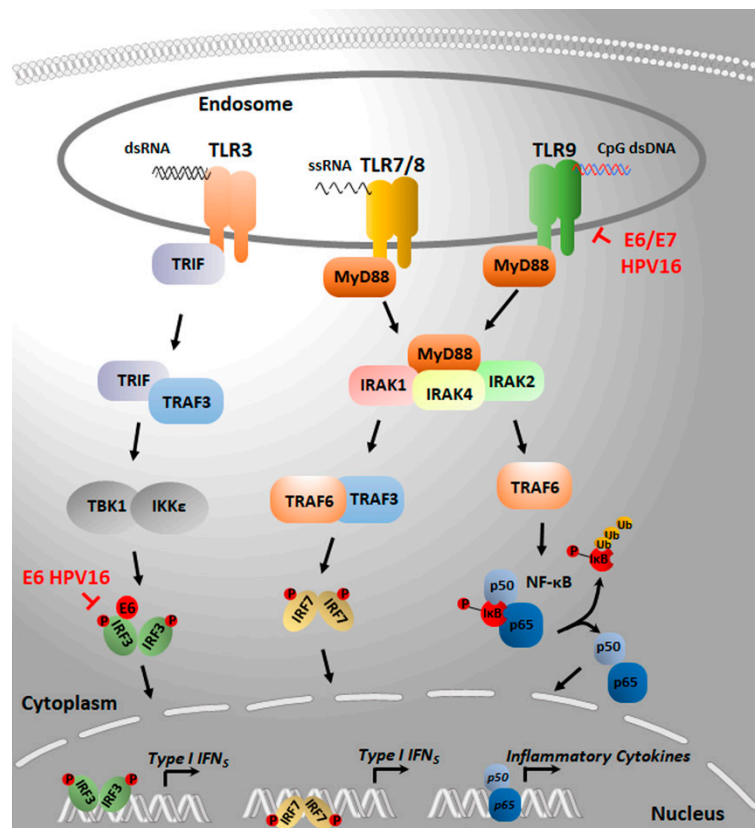 Endosome
dsRNA
TLR3
ssRNA
TLR7/8
TLR9
CpG dsDNA
TRIF
MyD88
MyD88
E6/E7
HPV16
TRIF
TRAF3
MyD88
IRAK1
IRAK4
IRAK2
TBK1
IKKε
TRAF6
TRAF3
TRAF6
E6 HPV16
E6
P
IRF3
IRF3
P
P
IRF7
IRF7
P
NF-κB
p50
P
IκB
p65
P
IκB
Ub
Ub
Ub
p50
p65
Cytoplasm
Type I IFNS
P
IRF3
IRF3
P
Type I IFNS
P
IRF7
IRF7
P
Inflammatory Cytokines
p50
p65
Nucleus